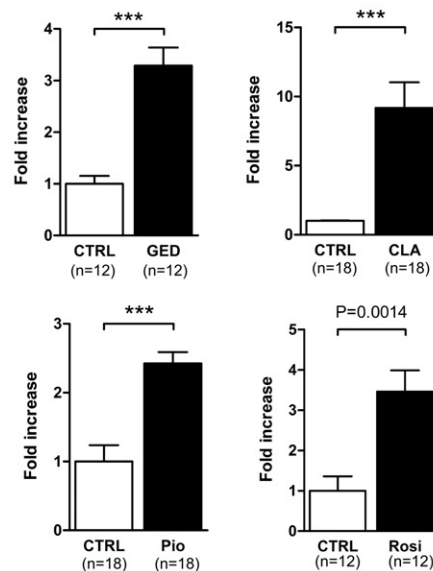 ***
Fold increase
4
3
2
1
0
CTRL GED
(n=12) (n=12)
***
Fold increase
15
10
5
0
CTRL CLA
(n=18) (n=18)
***
Fold increase
3
2
1
0
CTRL Pio
(n=18) (n=18)
P=0.0014
Fold increase
5
4
3
2
1
0
CTRL Rosi
(n=12) (n=12)